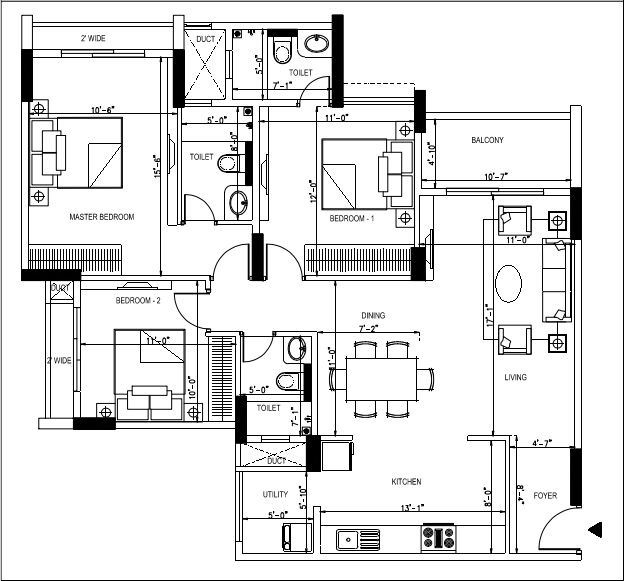 2' WIDE
DUCT
5'-0"
TOILET
7'-1"
10'-6"
5'-0"
8'-0"
11'-0"
BALCONY
4'-10"
10'-7"
15'-6"
TOILET
12'-0"
MASTER BEDROOM
BEDROOM - 1
11'-0"
DUCT
BEDROOM - 2
DINING
7'-2"
17'-1"
11'-0"
2' WIDE
11'-0"
10'-0"
LIVING
5'-0"
TOILET
7'-1"
4'-7"
DUCT
KITCHEN
8'-4"
UTILITY
5'-10"
8'-0"
FOYER
13'-1"
5'-0"